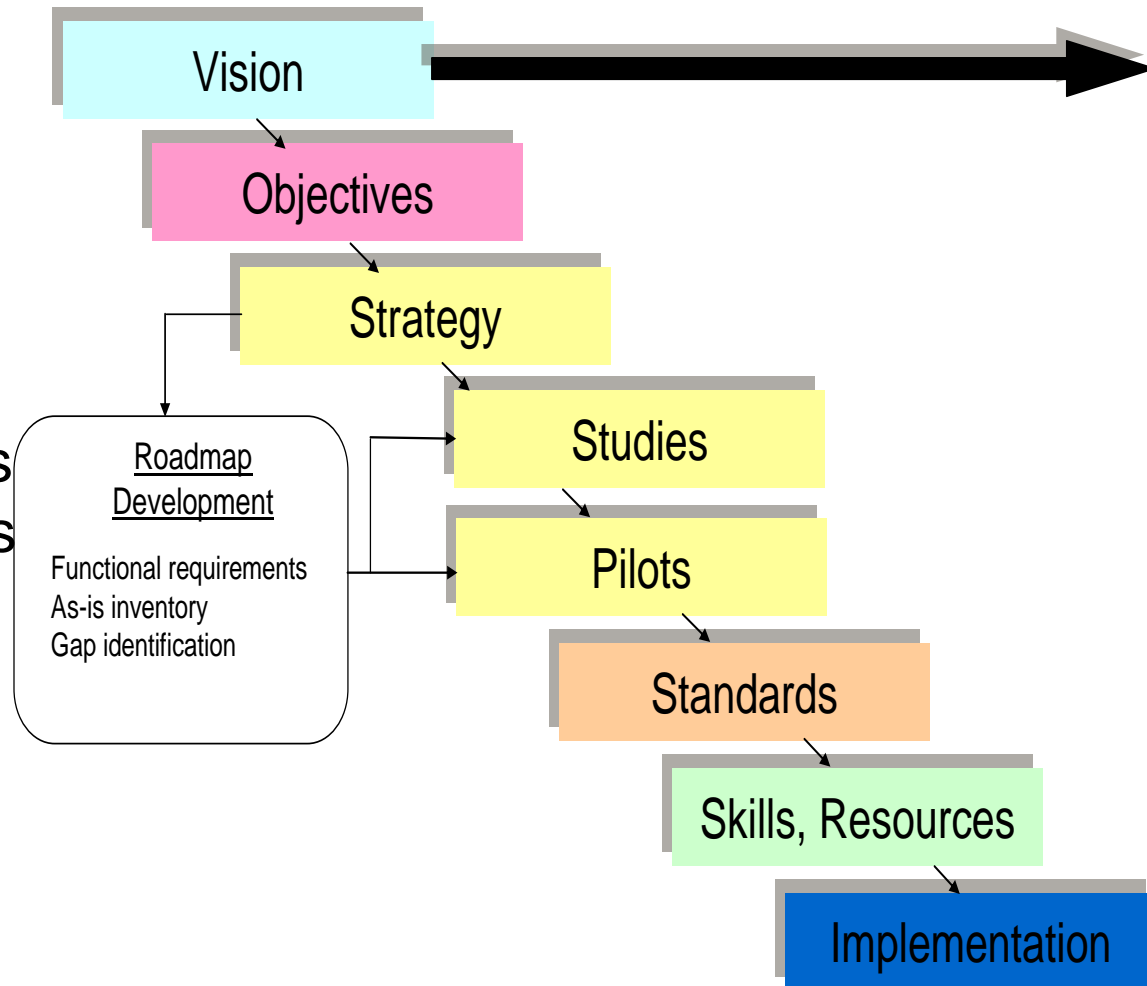 Vision
Objectives
Strategy
Roadmap
Development
Functional requirements
As-is inventory
Gap identification
s
s
Studies
Pilots
Standards
Skills, Resources
Implementation